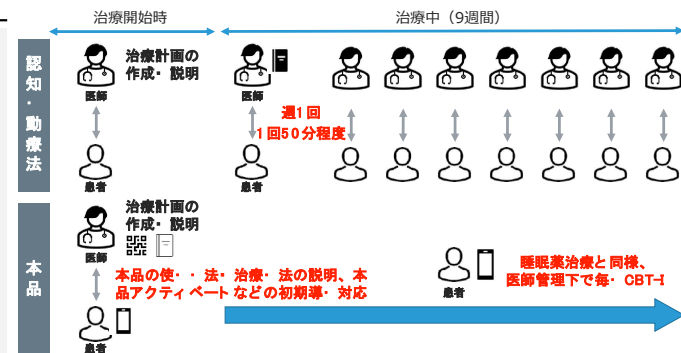 治療開始時
治療中（9週間）
認知・動療法
治療計画の
作成・説明
医師
医師
週1回
1回50分程度
患者
患者
本品
治療計画の
作成・説明
医師
本品の使・・法・治療・法の説明、本
品アクティベートなどの初期導・対応
患者
患者
睡眠薬治療と同様、
医師管理下で毎・CBT-I